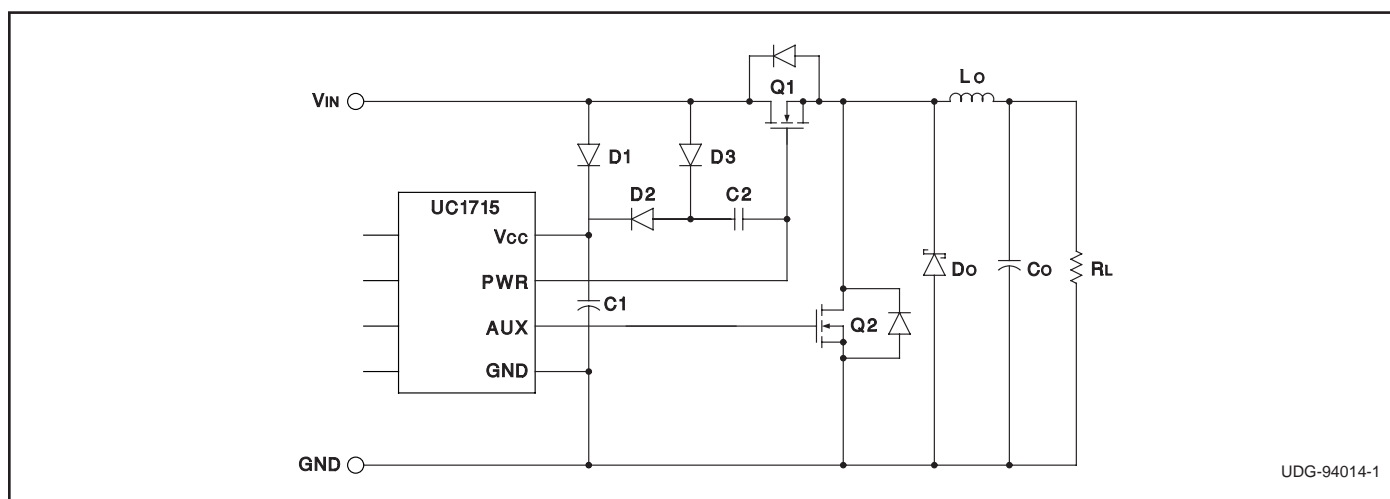 Lo
Q1
VIN
D1
D3
D2
C2
UC1715
VCC
PWR
C1
AUX
GND
Q2
DO
CO
RL
GND
UDG-94014-1